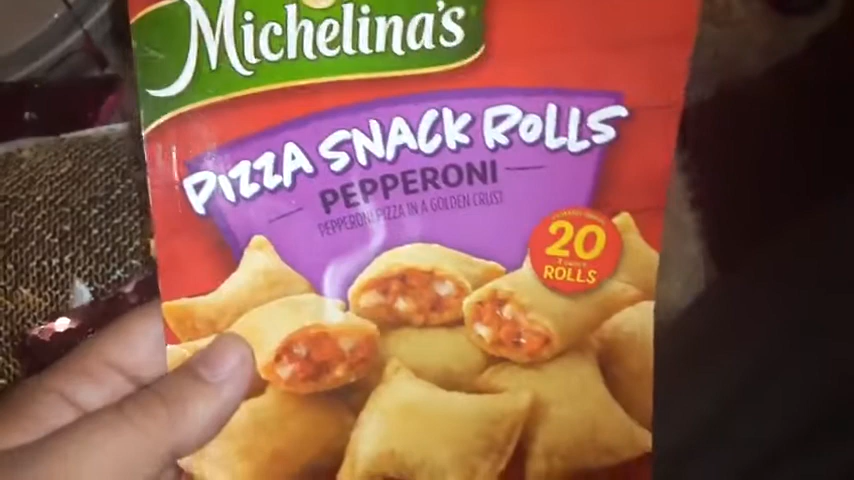 Michelina's
PIZZA SNACK ROLLS
PEPPERONI
PEPPERONI PIZZA IN A GOLDEN CRUST
20
ROLLS